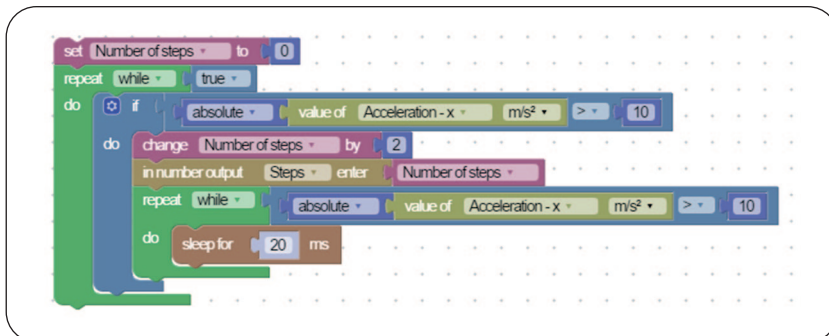 set Number of steps to 0
repeat while true
do if absolute value of Acceleration - x m/s² > 10
do change Number of steps by 2
in number output Steps enter Number of steps
repeat while absolute value of Acceleration - x m/s² > 10
do sleep for 20 ms